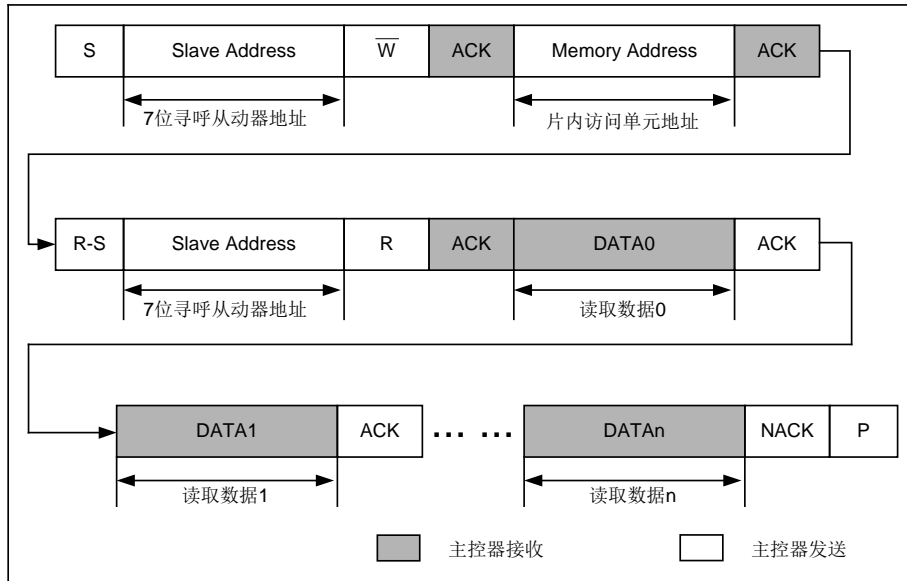 S Slave Address W̅ ACK Memory Address ACK
7位寻呼从动器地址 片内访问单元地址
R-S Slave Address R ACK DATA0 ACK
7位寻呼从动器地址 读取数据0
DATA1 ACK ... ... DATAn NACK P
读取数据1 读取数据n
主控器接收 主控器发送